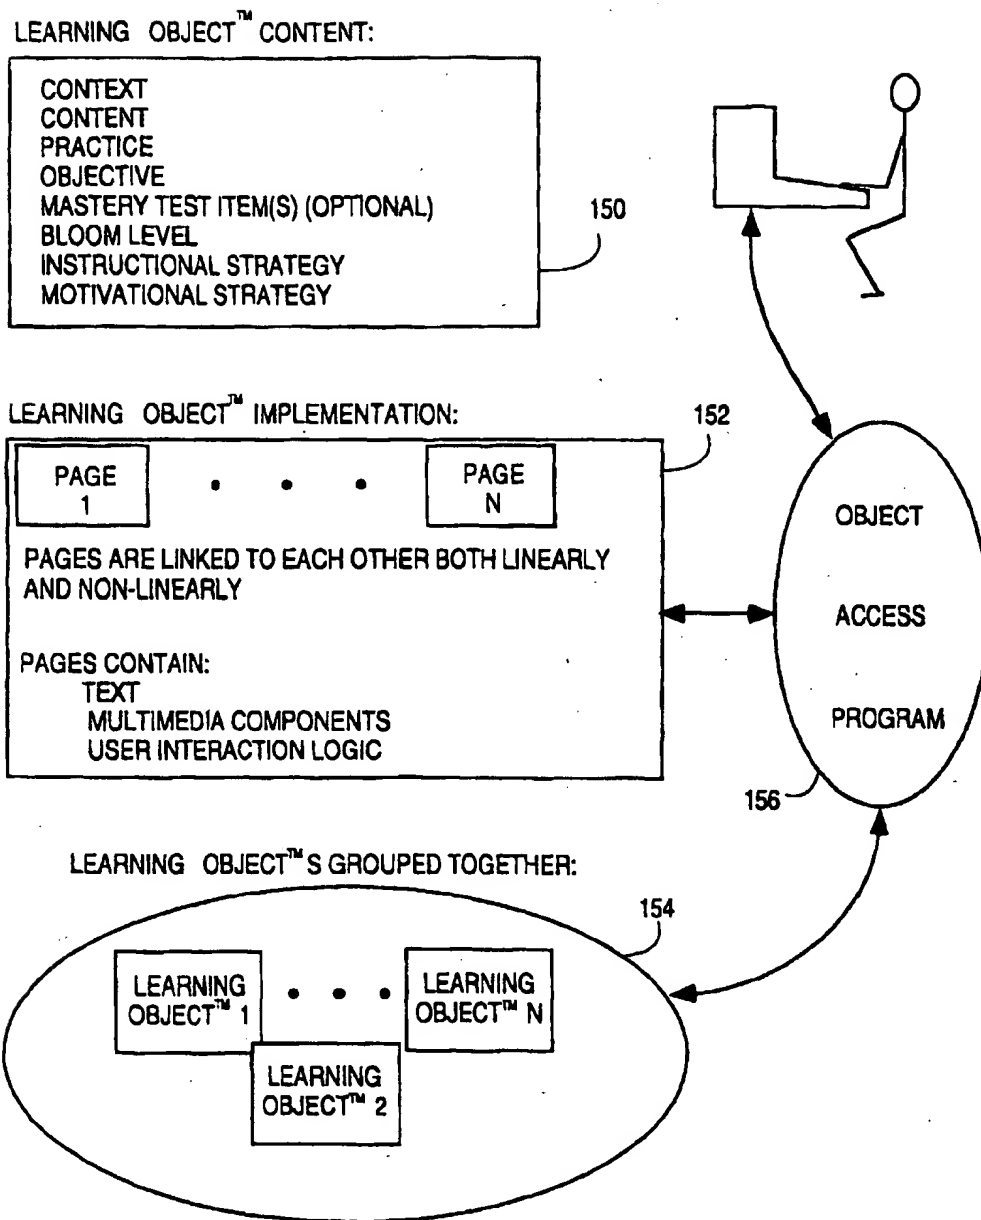 LEARNING OBJECT™ CONTENT:
CONTEXT
CONTENT
PRACTICE
OBJECTIVE
MASTERY TEST ITEM(S) (OPTIONAL)
BLOOM LEVEL
INSTRUCTIONAL STRATEGY
MOTIVATIONAL STRATEGY
150
LEARNING OBJECT™ IMPLEMENTATION:
152
PAGE
1
• • •
PAGE
N
PAGES ARE LINKED TO EACH OTHER BOTH LINEARLY
AND NON-LINEARLY
PAGES CONTAIN:
TEXT
MULTIMEDIA COMPONENTS
USER INTERACTION LOGIC
OBJECT
ACCESS
PROGRAM
156
LEARNING OBJECT™S GROUPED TOGETHER:
154
LEARNING
OBJECT™ 1
• • •
LEARNING
OBJECT™ N
LEARNING
OBJECT™ 2